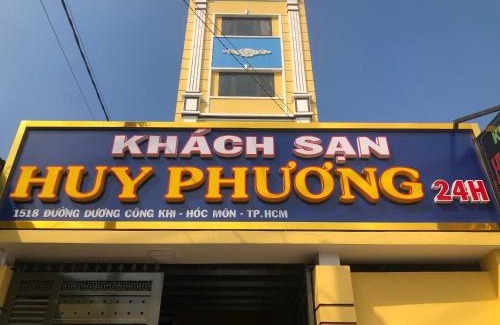 KHÁCH SẠN
HUY PHƯƠNG 24H
1518 ĐƯỜNG DƯƠNG CÔNG KHI - HÓC MÔN - TP.HCM